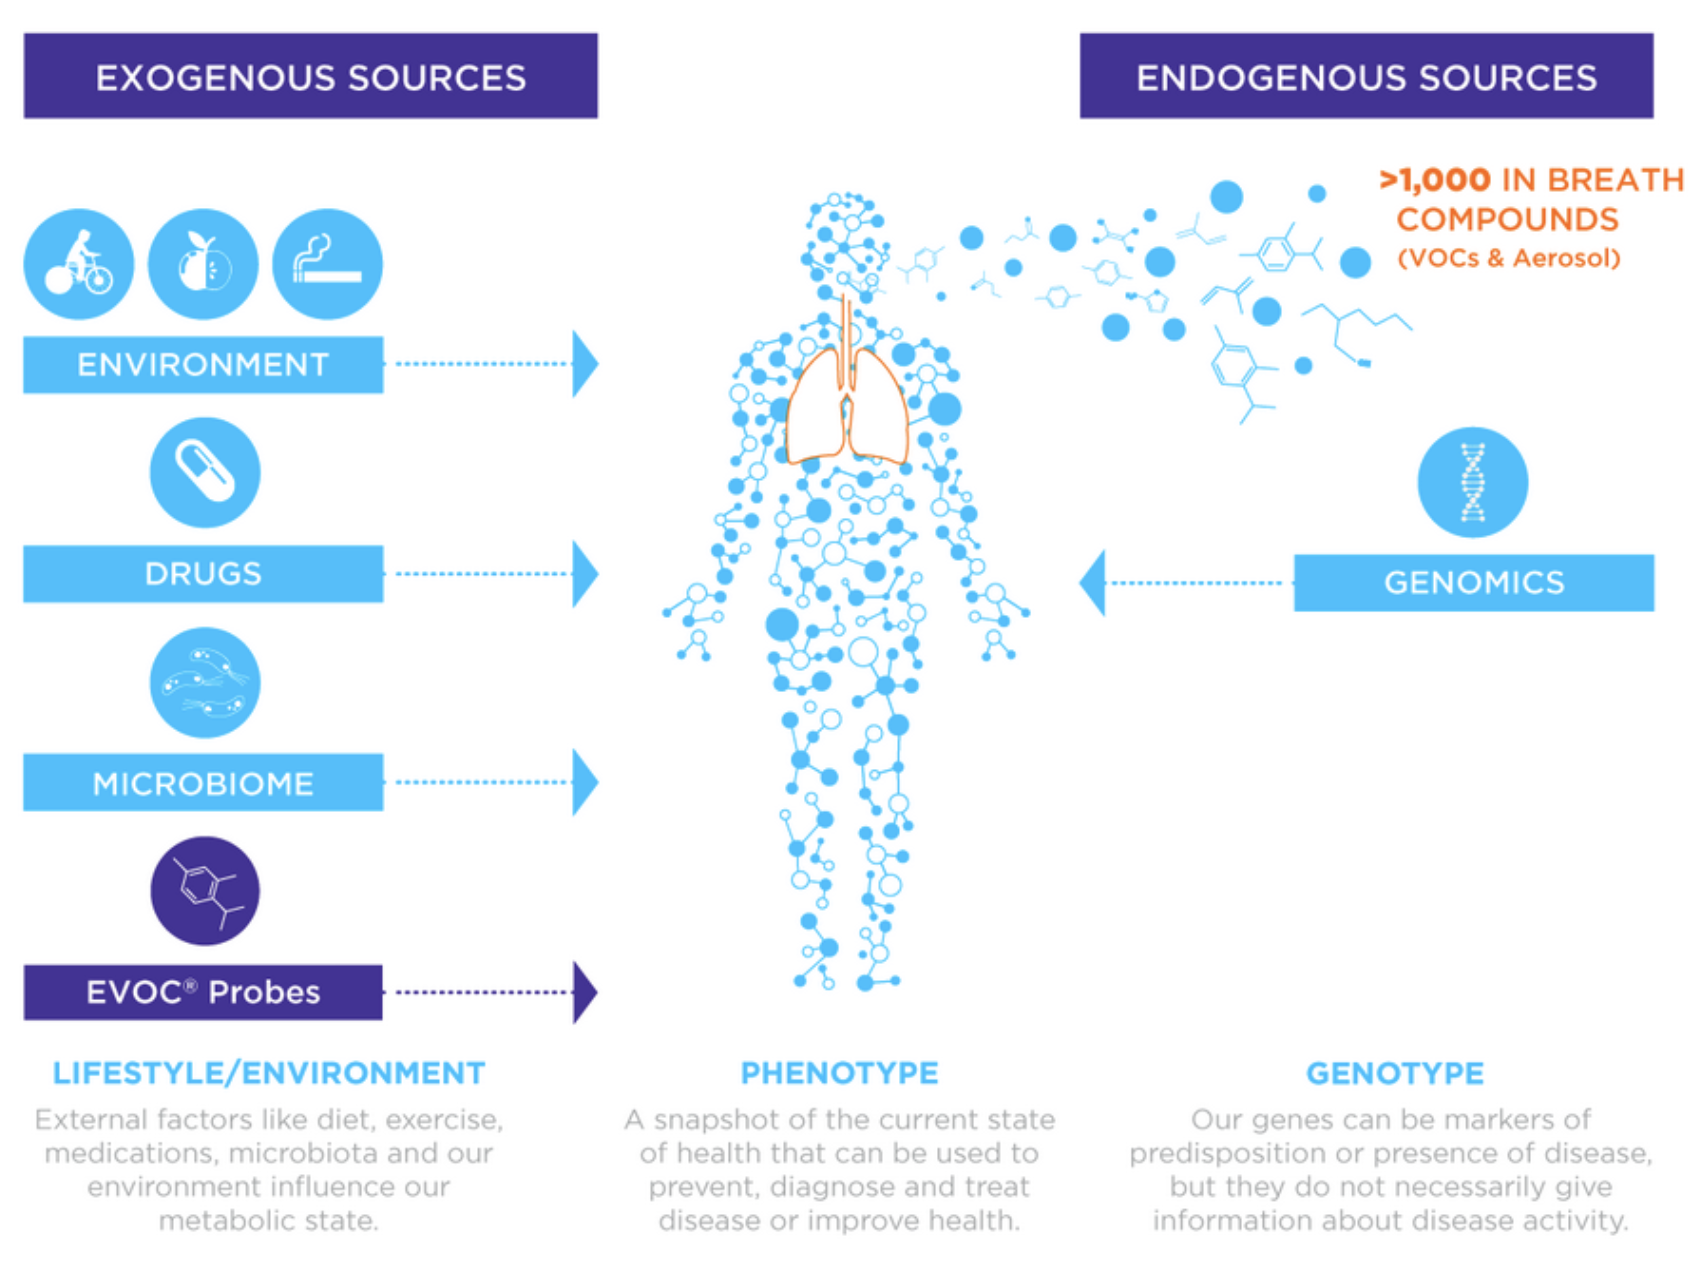 EXOGENOUS SOURCES
ENDOGENOUS SOURCES
>1,000 IN BREATH
COMPOUNDS
(VOCs & Aerosol)
ENVIRONMENT
DRUGS
GENOMICS
MICROBIOME
EVOC® Probes
LIFESTYLE/ENVIRONMENT
External factors like diet, exercise,
medications, microbiota and our
environment influence our
metabolic state.
PHENOTYPE
A snapshot of the current state
of health that can be used to
prevent, diagnose and treat
disease or improve health.
GENOTYPE
Our genes can be markers of
predisposition or presence of disease,
but they do not necessarily give
information about disease activity.